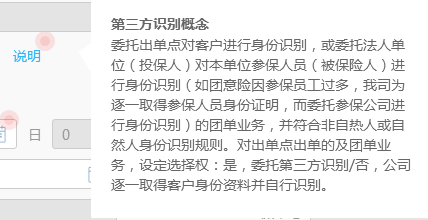 第三方识别概念
委托出单点对客户进行身份识别，或委托法人单
说明
位（投保人）对本单位参保人员（被保险人）进
行身份识别（如团意险因参保员工过多，我司为
逐一取得参保人员身份证明，而委托参保公司进
行身份识别）的团单业务，并符合非自热人或自
日
0
然人身份识别规则。对出单点出单的及团单业
务，设定选择权：是，委托第三方识别/否，公司
逐一取得客户身份资料并自行识别。